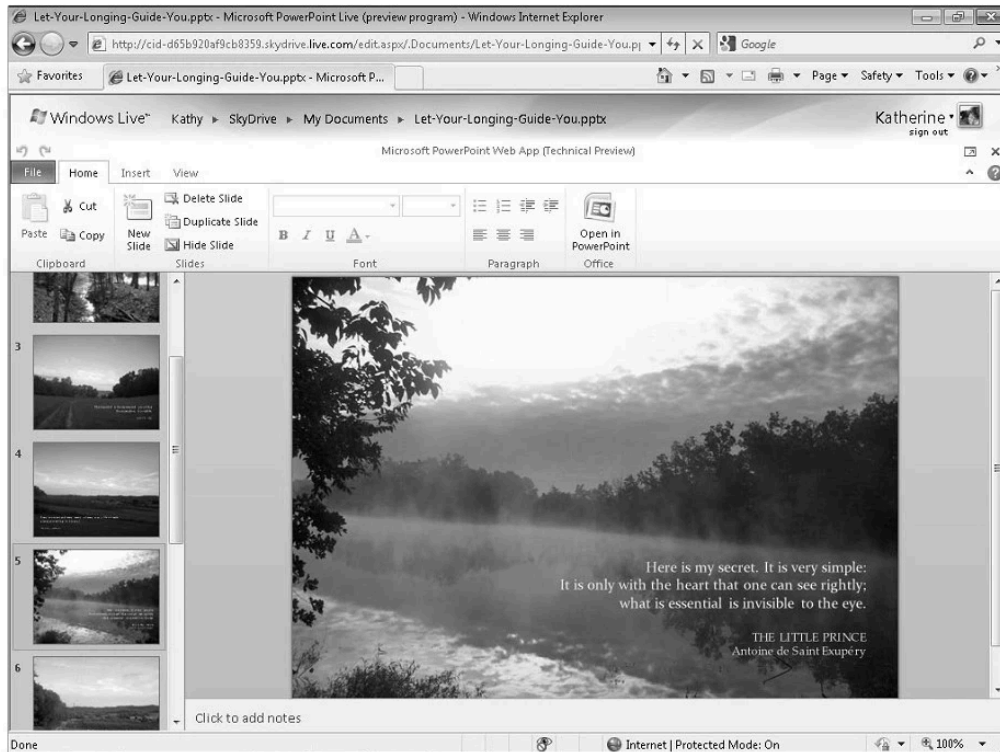 Let-Your-Longing-Guide-You.pptx - Microsoft PowerPoint Live (preview program) - Windows Internet Explorer
http://cid-d65b920af9cb8359.skydrive.live.com/edit.aspx/.Documents/Let-Your-Longing-Guide-You.p
Google
Favorites
Let-Your-Longing-Guide-You.pptx - Microsoft P...
Page
Safety
Tools
Windows Live
Kathy ▸ SkyDrive ▸ My Documents ▸ Let-Your-Longing-Guide-You.pptx
Katherine
sign out
Microsoft PowerPoint Web App (Technical Preview)
File
Home
Insert
View
Paste
Cut
Copy
Clipboard
New Slide
Delete Slide
Duplicate Slide
Hide Slide
Slides
B I U A
Font
Paragraph
Open in PowerPoint
Office
3
4
5
6
Here is my secret. It is very simple:
It is only with the heart that one can see rightly;
what is essential is invisible to the eye.
THE LITTLE PRINCE
Antoine de Saint Exupéry
Click to add notes
Done
Internet | Protected Mode: On
100%